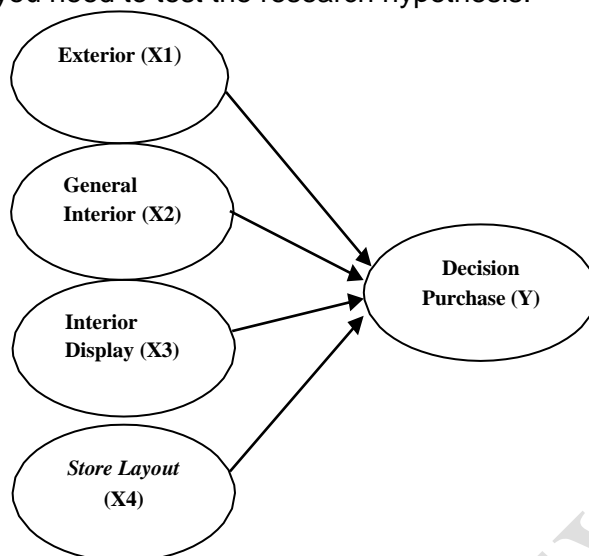 you need to test the research hypothesis.
Exterior (X1)
General
Interior (X2)
Interior
Display (X3)
Store Layout
(X4)
Decision
Purchase (Y)